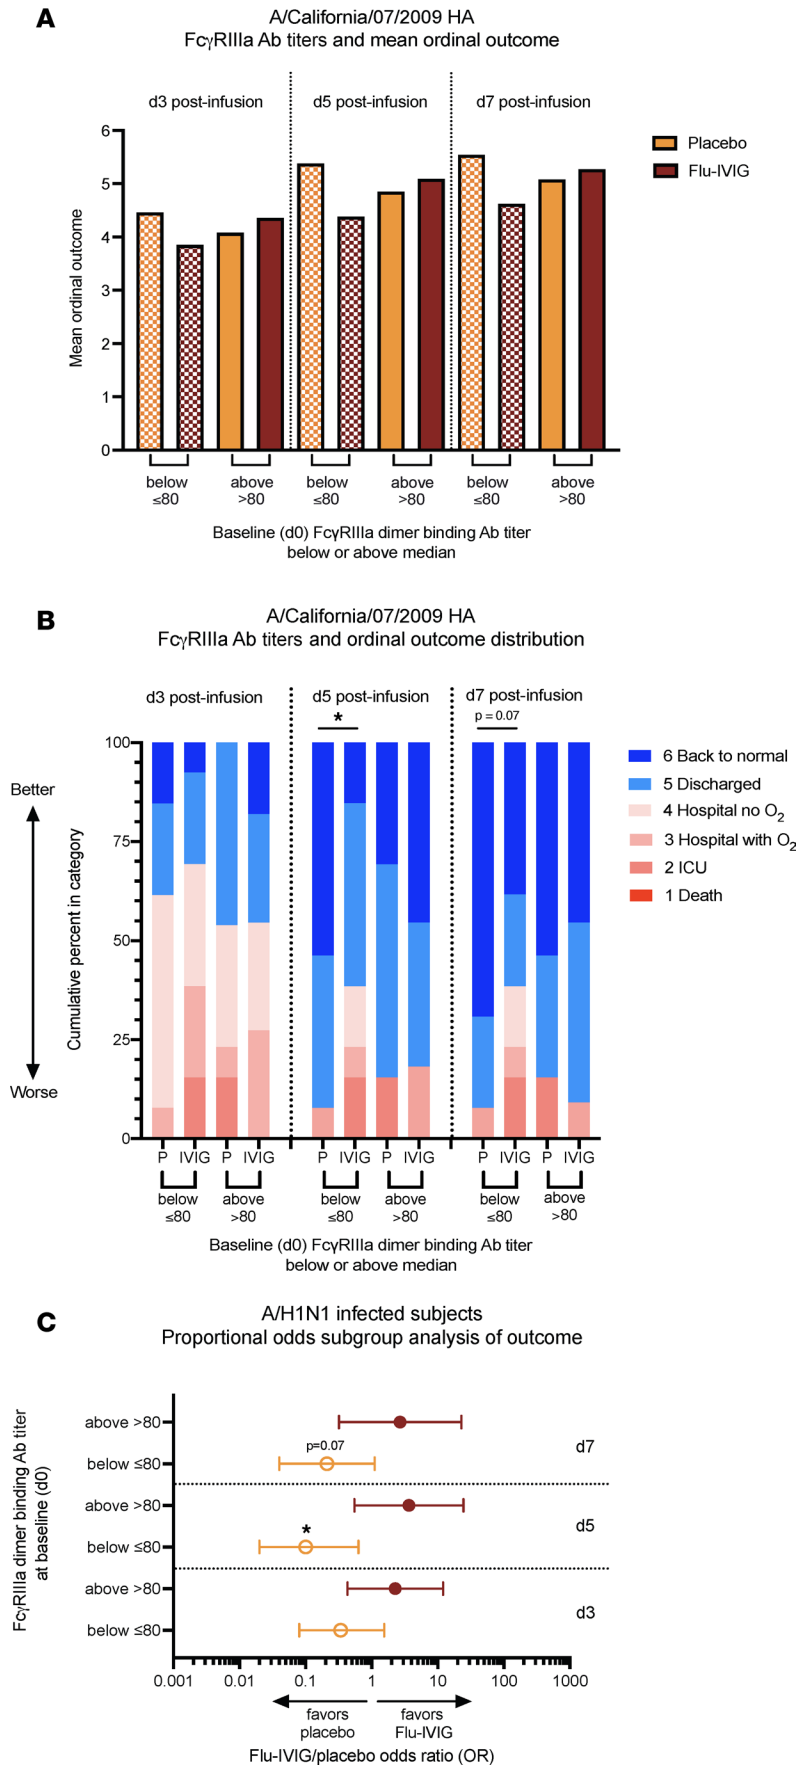 A
A/California/07/2009 HA
FcγRIIIa Ab titers and mean ordinal outcome
d3 post-infusion
d5 post-infusion
d7 post-infusion
Placebo
Flu-IVIG
Mean ordinal outcome
6
5
4
3
2
1
0
below
≤80
above
>80
below
≤80
above
>80
below
≤80
above
>80
Baseline (d0) FcγRIIIa dimer binding Ab titer
below or above median
B
A/California/07/2009 HA
FcγRIIIa Ab titers and ordinal outcome distribution
d3 post-infusion
d5 post-infusion
d7 post-infusion
*
p = 0.07
Better
Worse
Cumulative percent in category
100
75
50
25
0
6 Back to normal
5 Discharged
4 Hospital no O2
3 Hospital with O2
2 ICU
1 Death
P IVIG P IVIG
P IVIG P IVIG
P IVIG P IVIG
below
≤80
above
>80
below
≤80
above
>80
below
≤80
above
>80
Baseline (d0) FcγRIIIa dimer binding Ab titer
below or above median
C
A/H1N1 infected subjects
Proportional odds subgroup analysis of outcome
FcγRIIIa dimer binding Ab titer
at baseline (d0)
above >80
p=0.07
below ≤80
d7
above >80
*
below ≤80
d5
above >80
below ≤80
d3
0.001 0.01 0.1 1 10 100 1000
favors
placebo
favors
Flu-IVIG
Flu-IVIG/placebo odds ratio (OR)